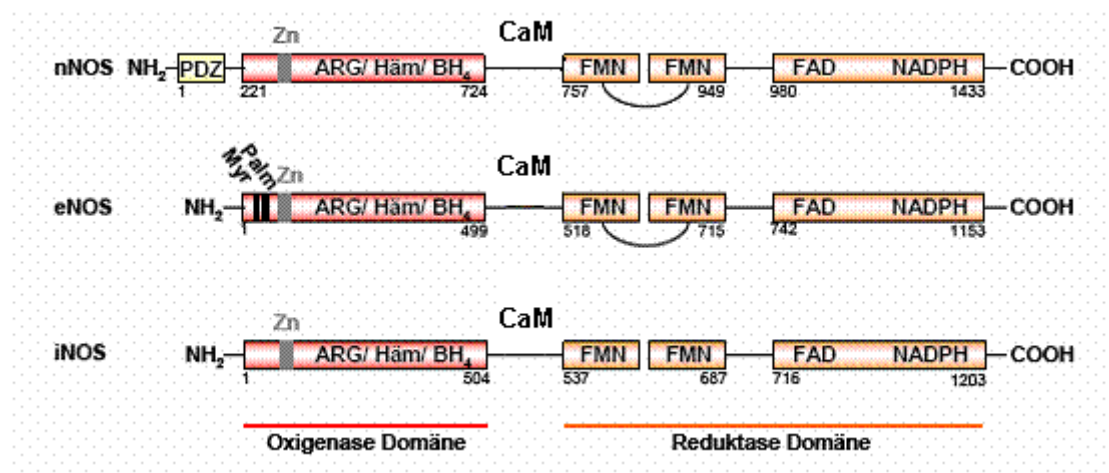 Zn CaM
nNOS NH2 PDZ ARG/ Häm/ BH4 FMN FMN FAD NADPH COOH
1 221 724 757 949 980 1433
Myr Palm Zn CaM
eNOS NH2 ARG/ Häm/ BH4 FMN FMN FAD NADPH COOH
1 499 518 715 742 1153
Zn CaM
iNOS NH2 ARG/ Häm/ BH4 FMN FMN FAD NADPH COOH
1 504 537 687 716 1203
Oxigenase Domäne Reduktase Domäne